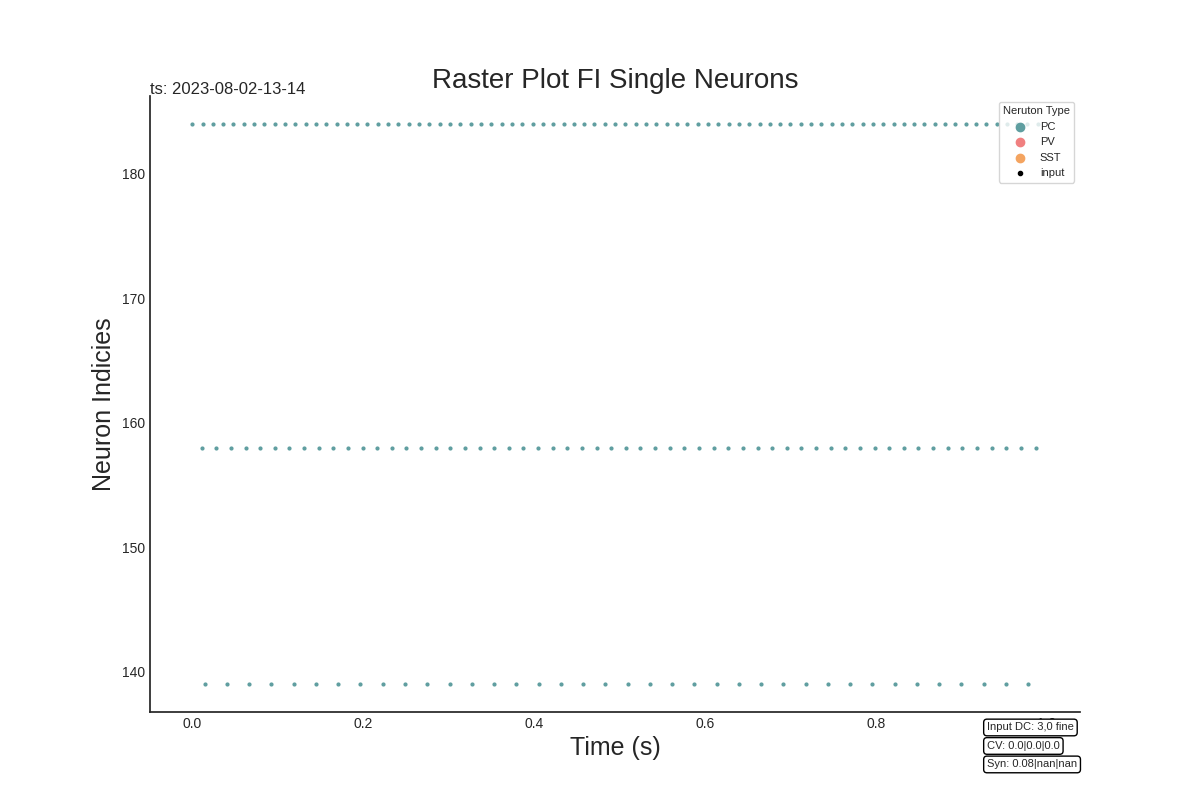 Raster Plot FI Single Neurons
ts: 2023-08-02-13-14
Neruton Type
PC
PV
SST
input
Neuron Indicies
180
170
160
150
140
0.0
0.2
0.4
0.6
0.8
Time (s)
Input DC: 3,0 fine
CV: 0.0|0.0|0.0
Syn: 0.08|nan|nan